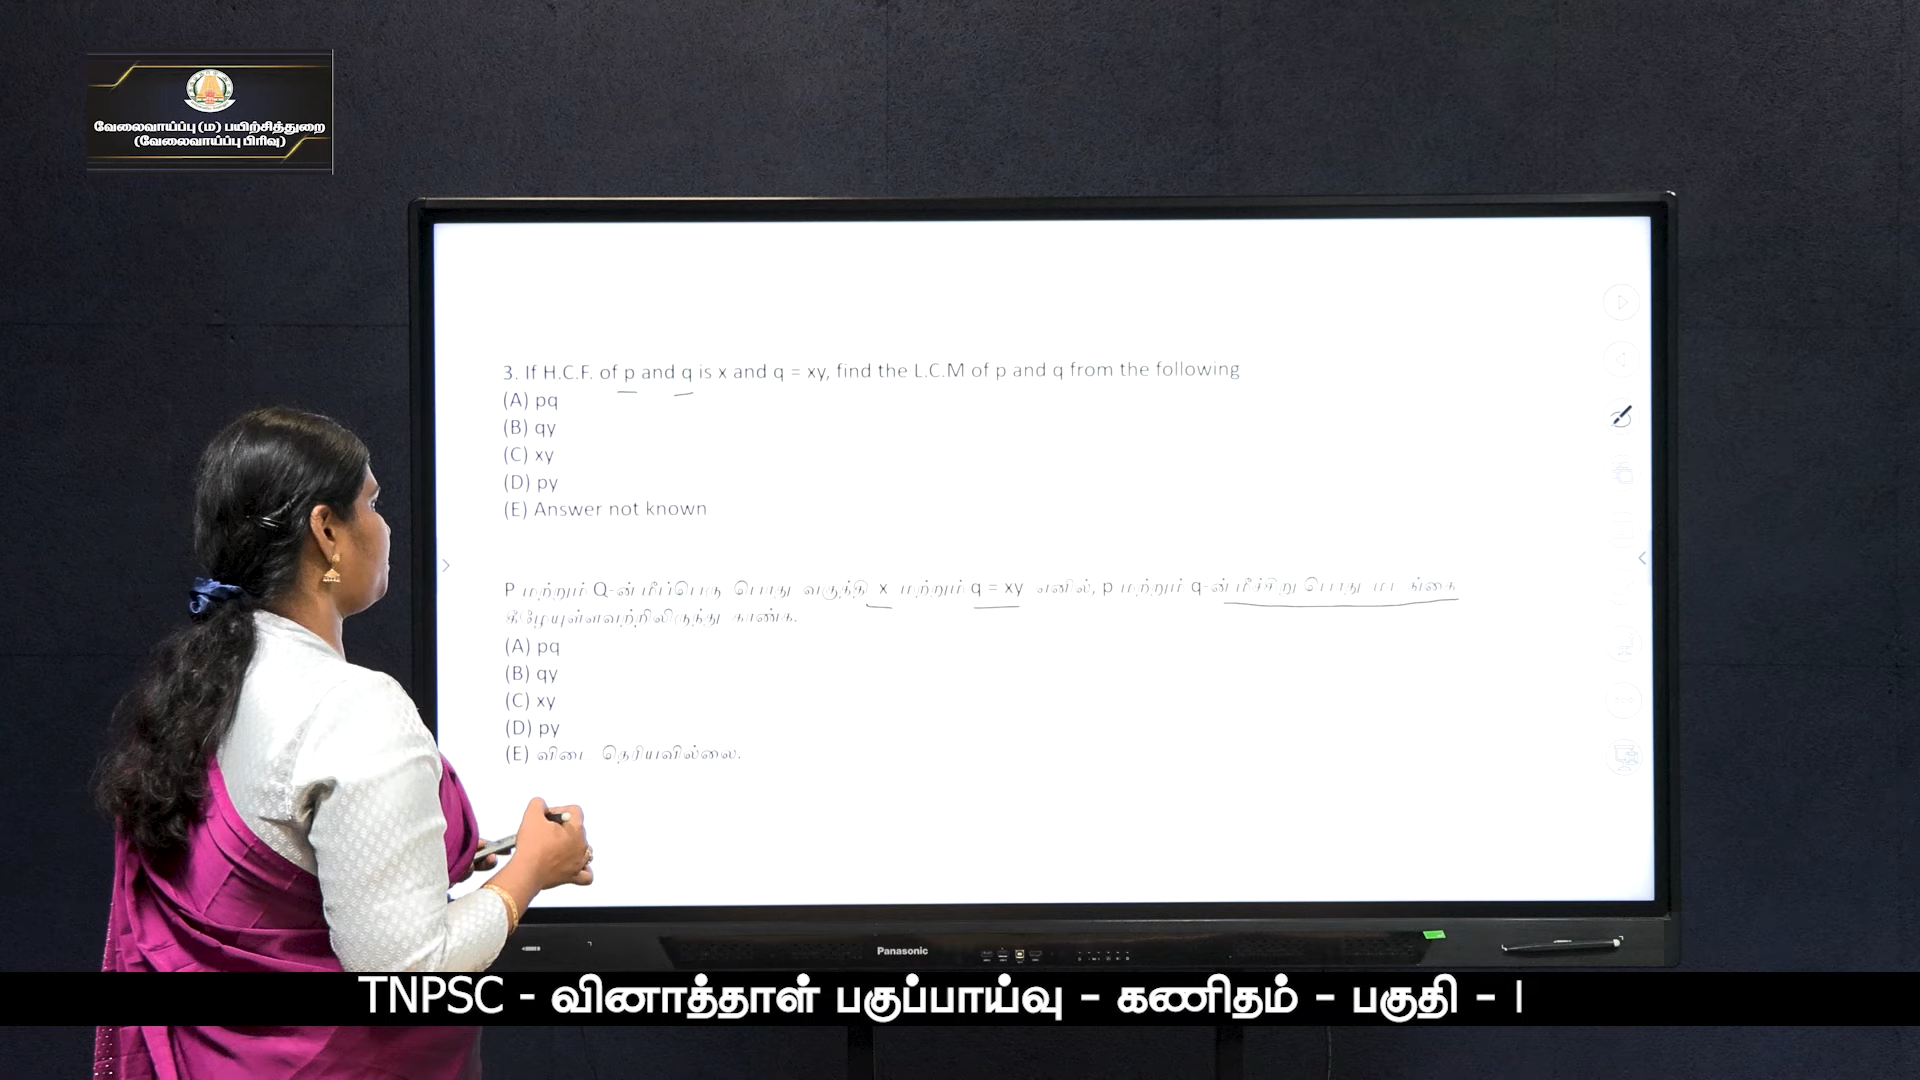 வேலைவாய்ப்பு (ம) பயிற்சித்துறை
(வேலைவாய்ப்பு பிரிவு)
3. If H.C.F. of p and q is x and q = xy, find the L.C.M of p and q from the following
(A) pq
(B) qy
(C) xy
(D) py
(E) Answer not known
P மற்றும் Q-ன் மீப்பெரு பொது வகுத்தி x மற்றும் q = xy எனில், p மற்றும் q-ன் மீச்சிறு பொது மடங்கை
கீழேயுள்ளவற்றிலிருந்து காண்க.
(A) pq
(B) qy
(C) xy
(D) py
(E) விடை தெரியவில்லை.
Panasonic
TNPSC - வினாத்தாள் பகுப்பாய்வு - கணிதம் - பகுதி - I